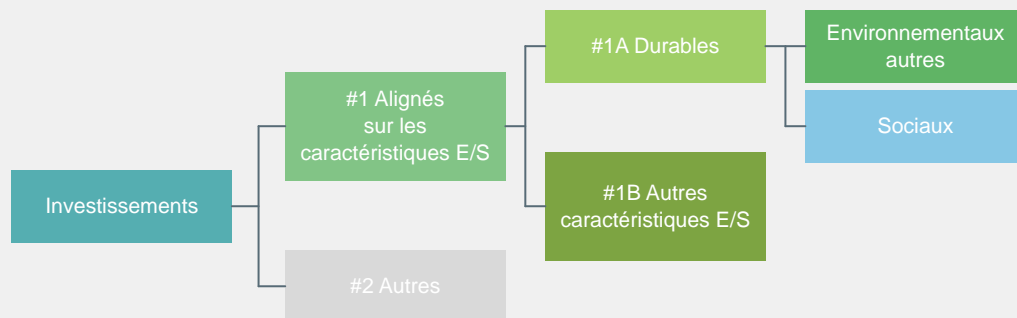 Investissements
#1 Alignés
sur les
caractéristiques E/S
#2 Autres
#1A Durables
#1B Autres
caractéristiques E/S
Environnementaux
autres
Sociaux